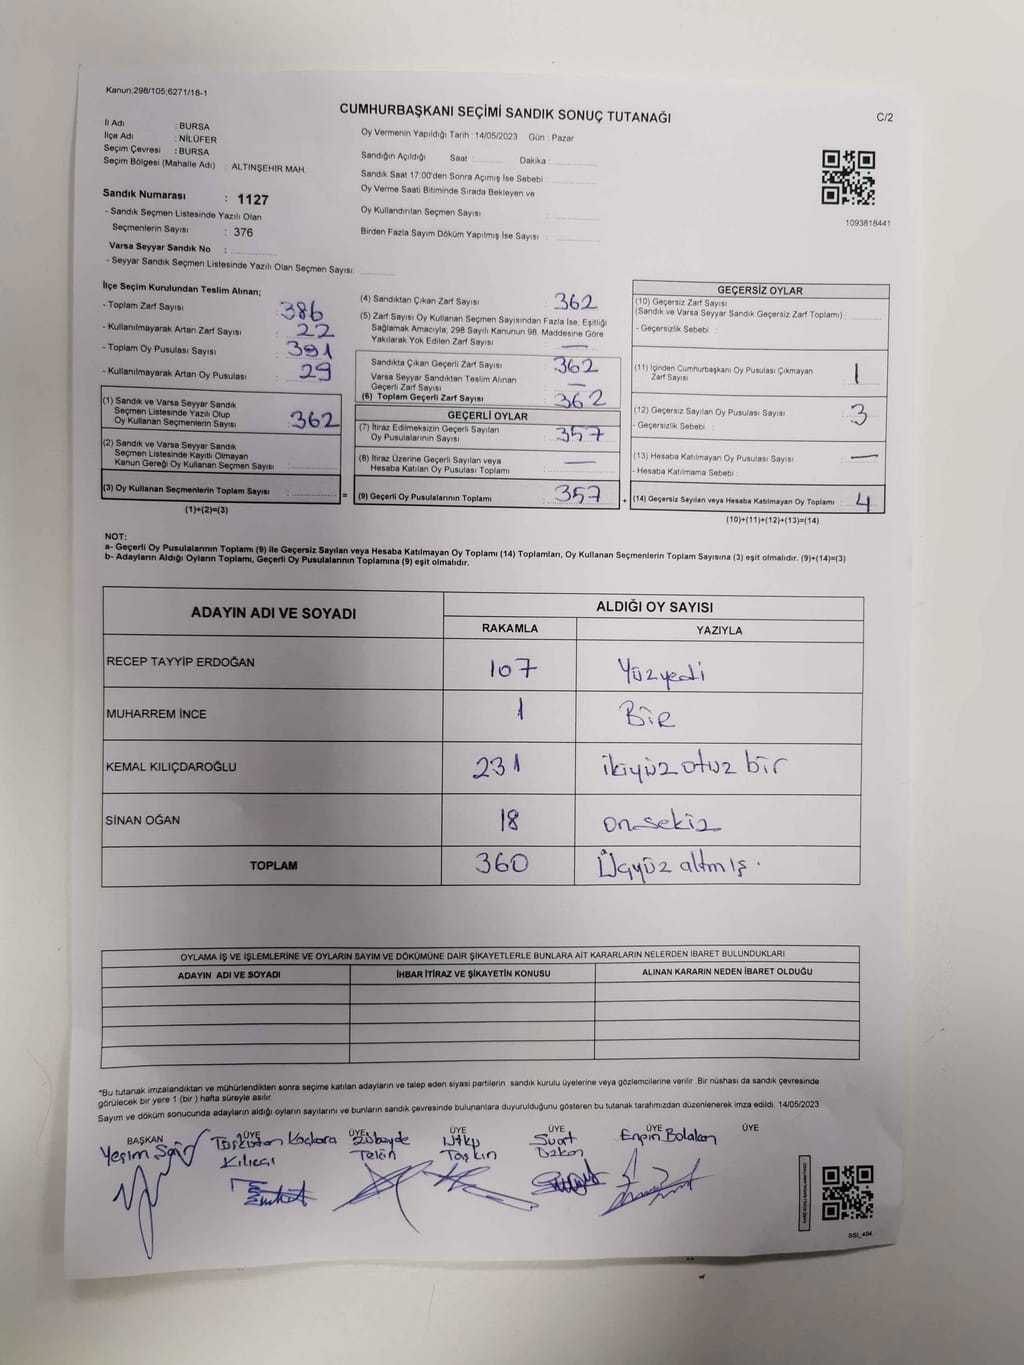 Kanun;298/105,6271/18-1
CUMHURBAŞKANI SEÇİMİ SANDIK SONUÇ TUTANAĞI
C/2
İl Adı : BURSA
İlçe Adı : NİLÜFER
Seçim Çevresi : BURSA
Seçim Bölgesi (Mahalle Adı) : ALTINŞEHİR MAH.
Sandık Numarası : 1127
- Sandık Seçmen Listesinde Yazılı Olan
Seçmenlerin Sayısı : 376
Varsa Seyyar Sandık No :
- Seyyar Sandık Seçmen Listesinde Yazılı Olan Seçmen Sayısı:
Oy Vermenin Yapıldığı Tarih : 14/05/2023 Gün : Pazar
Sandığın Açıldığı Saat Dakika :
Sandık Saat 17:00'den Sonra Açımış İse Sebebi :
Oy Verme Saati Bitiminde Sırada Bekleyen ve
Oy Kullandırılan Seçmen Sayısı :
Birden Fazla Sayım Döküm Yapılmış İse Sayısı :
1093818441
İlçe Seçim Kurulundan Teslim Alınan;
- Toplam Zarf Sayısı 386
- Kullanılmayarak Artan Zarf Sayısı 22
- Toplam Oy Pusulası Sayısı 391
- Kullanılmayarak Artan Oy Pusulası 29
(1) Sandık ve Varsa Seyyar Sandık
Seçmen Listesinde Yazılı Olup
Oy Kullanan Seçmenlerin Sayısı : 362
(2) Sandık ve Varsa Seyyar Sandık
Seçmen Listesinde Kayıtlı Olmayan
Kanun Gereği Oy Kullanan Seçmen Sayısı :
(3) Oy Kullanan Seçmenlerin Toplam Sayısı :
(1)+(2)=(3)
=
(4) Sandıktan Çıkan Zarf Sayısı : 362
(5) Zarf Sayısı Oy Kullanan Seçmen Sayısından Fazla İse, Eşitliği
Sağlamak Amacıyla; 298 Sayılı Kanunun 98. Maddesine Göre
Yakılarak Yok Edilen Zarf Sayısı : —
Sandıkta Çıkan Geçerli Zarf Sayısı : 362
Varsa Seyyar Sandıktan Teslim Alınan
Geçerli Zarf Sayısı : —
(6) Toplam Geçerli Zarf Sayısı : 362
GEÇERLİ OYLAR
(7) İtiraz Edilmeksizin Geçerli Sayılan
Oy Pusulalarının Sayısı : 357
(8) İtiraz Üzerine Geçerli Sayılan veya
Hesaba Katılan Oy Pusulası Toplamı : —
(9) Geçerli Oy Pusulalarının Toplamı : 357
+
GEÇERSİZ OYLAR
(10) Geçersiz Zarf Sayısı
(Sandık ve Varsa Seyyar Sandık Geçersiz Zarf Toplamı) :
- Geçersizlik Sebebi :
(11) İçinden Cumhurbaşkanı Oy Pusulası Çıkmayan
Zarf Sayısı : 1
(12) Geçersiz Sayılan Oy Pusulası Sayısı : 3
- Geçersizlik Sebebi :
(13) Hesaba Katılmayan Oy Pusulası Sayısı : —
- Hesaba Katılmama Sebebi :
(14) Geçersiz Sayılan veya Hesaba Katılmayan Oy Toplamı : 4
(10)+(11)+(12)+(13)=(14)
NOT:
a- Geçerli Oy Pusulalarının Toplamı (9) ile Geçersiz Sayılan veya Hesaba Katılmayan Oy Toplamı (14) Toplamları, Oy Kullanan Seçmenlerin Toplam Sayısına (3) eşit olmalıdır. (9)+(14)=(3)
b- Adayların Aldığı Oyların Toplamı, Geçerli Oy Pusulalarının Toplamına (9) eşit olmalıdır.
ADAYIN ADI VE SOYADI
ALDIĞI OY SAYISI
RAKAMLA YAZIYLA
RECEP TAYYİP ERDOĞAN 107 Yüzyedi
MUHARREM İNCE 1 BİR
KEMAL KILIÇDAROĞLU 231 ikiyüz otuz bir
SİNAN OĞAN 18 onsekiz
TOPLAM 360 Üçyüz altmış.
OYLAMA İŞ VE İŞLEMLERİNE VE OYLARIN SAYIM VE DÖKÜMÜNE DAİR ŞİKAYETLERLE BUNLARA AİT KARARLARIN NELERDEN İBARET BULUNDUKLARI
ADAYIN ADI VE SOYADI İHBAR İTİRAZ VE ŞİKAYETİN KONUSU ALINAN KARARIN NEDEN İBARET OLDUĞU
*Bu tutanak imzalandıktan ve mühürlendikten sonra seçime katılan adayların ve talep eden siyasi partilerin sandık kurulu üyelerine veya gözlemcilerine verilir. Bir nüshası da sandık çevresinde
görülecek bir yere 1 (bir) hafta süreyle asılır.
Sayım ve döküm sonucunda adayların aldığı oyların sayılarını ve bunların sandık çevresinde bulunanlara duyurulduğunu gösteren bu tutanak tarafımızdan düzenlenerek imza edildi. 14/05/2023
BAŞKAN ÜYE ÜYE ÜYE ÜYE ÜYE ÜYE
Yeşim Kaçkara Zübeyde Utku Suat Engin Bolakan
Kılıççı Telön Taşkın
SSI_404